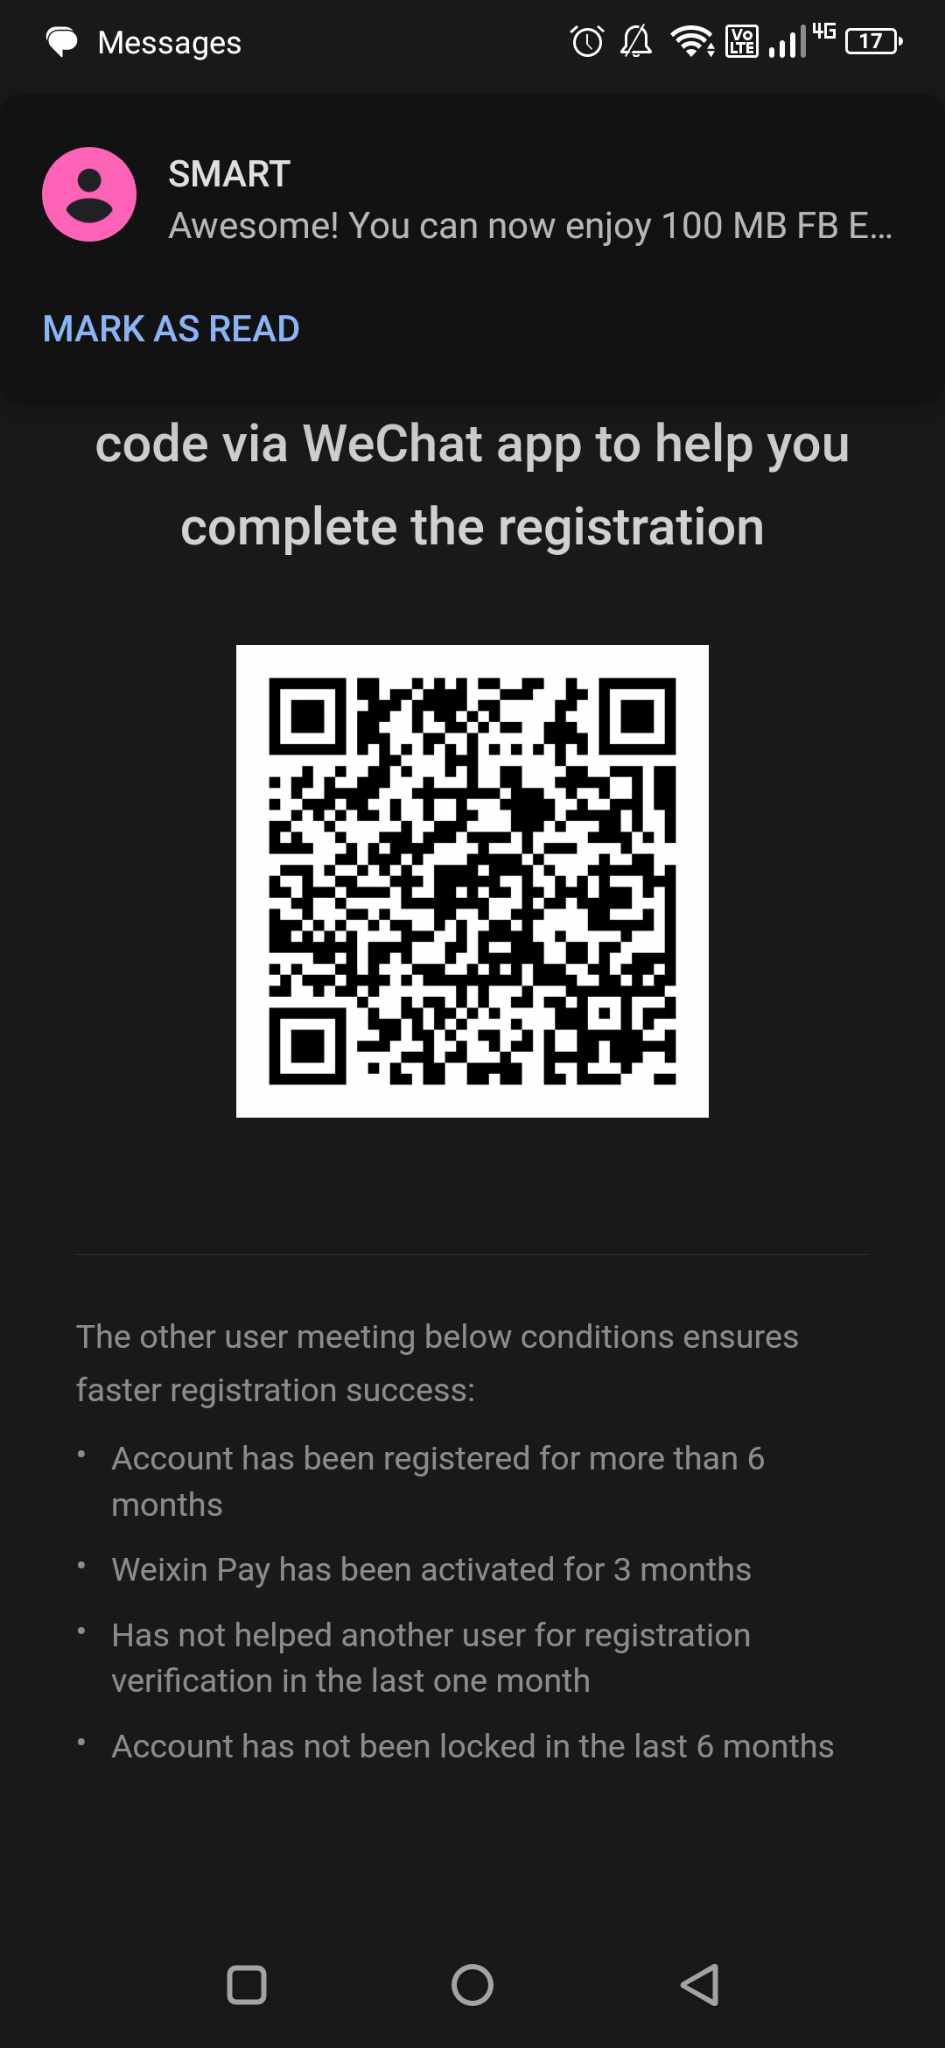 Messages
VoLTE
4G
17
SMART
Awesome! You can now enjoy 100 MB FB E...
MARK AS READ
code via WeChat app to help you
complete the registration
The other user meeting below conditions ensures
faster registration success:
• Account has been registered for more than 6
months
• Weixin Pay has been activated for 3 months
• Has not helped another user for registration
verification in the last one month
• Account has not been locked in the last 6 months